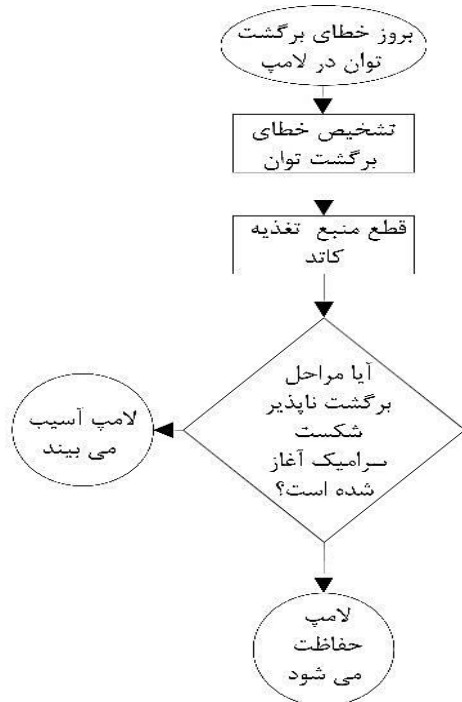 بروز خطای برگشت
توان در لامپ
تشخیص خطای
برگشت توان
قطع منبع تغذیه
کاتد
آیا مراحل
برگشت ناپذیر
شکست
سرامیک آغاز
شده است؟
لامپ آسیب
می بیند
لامپ
حفاظت
می شود